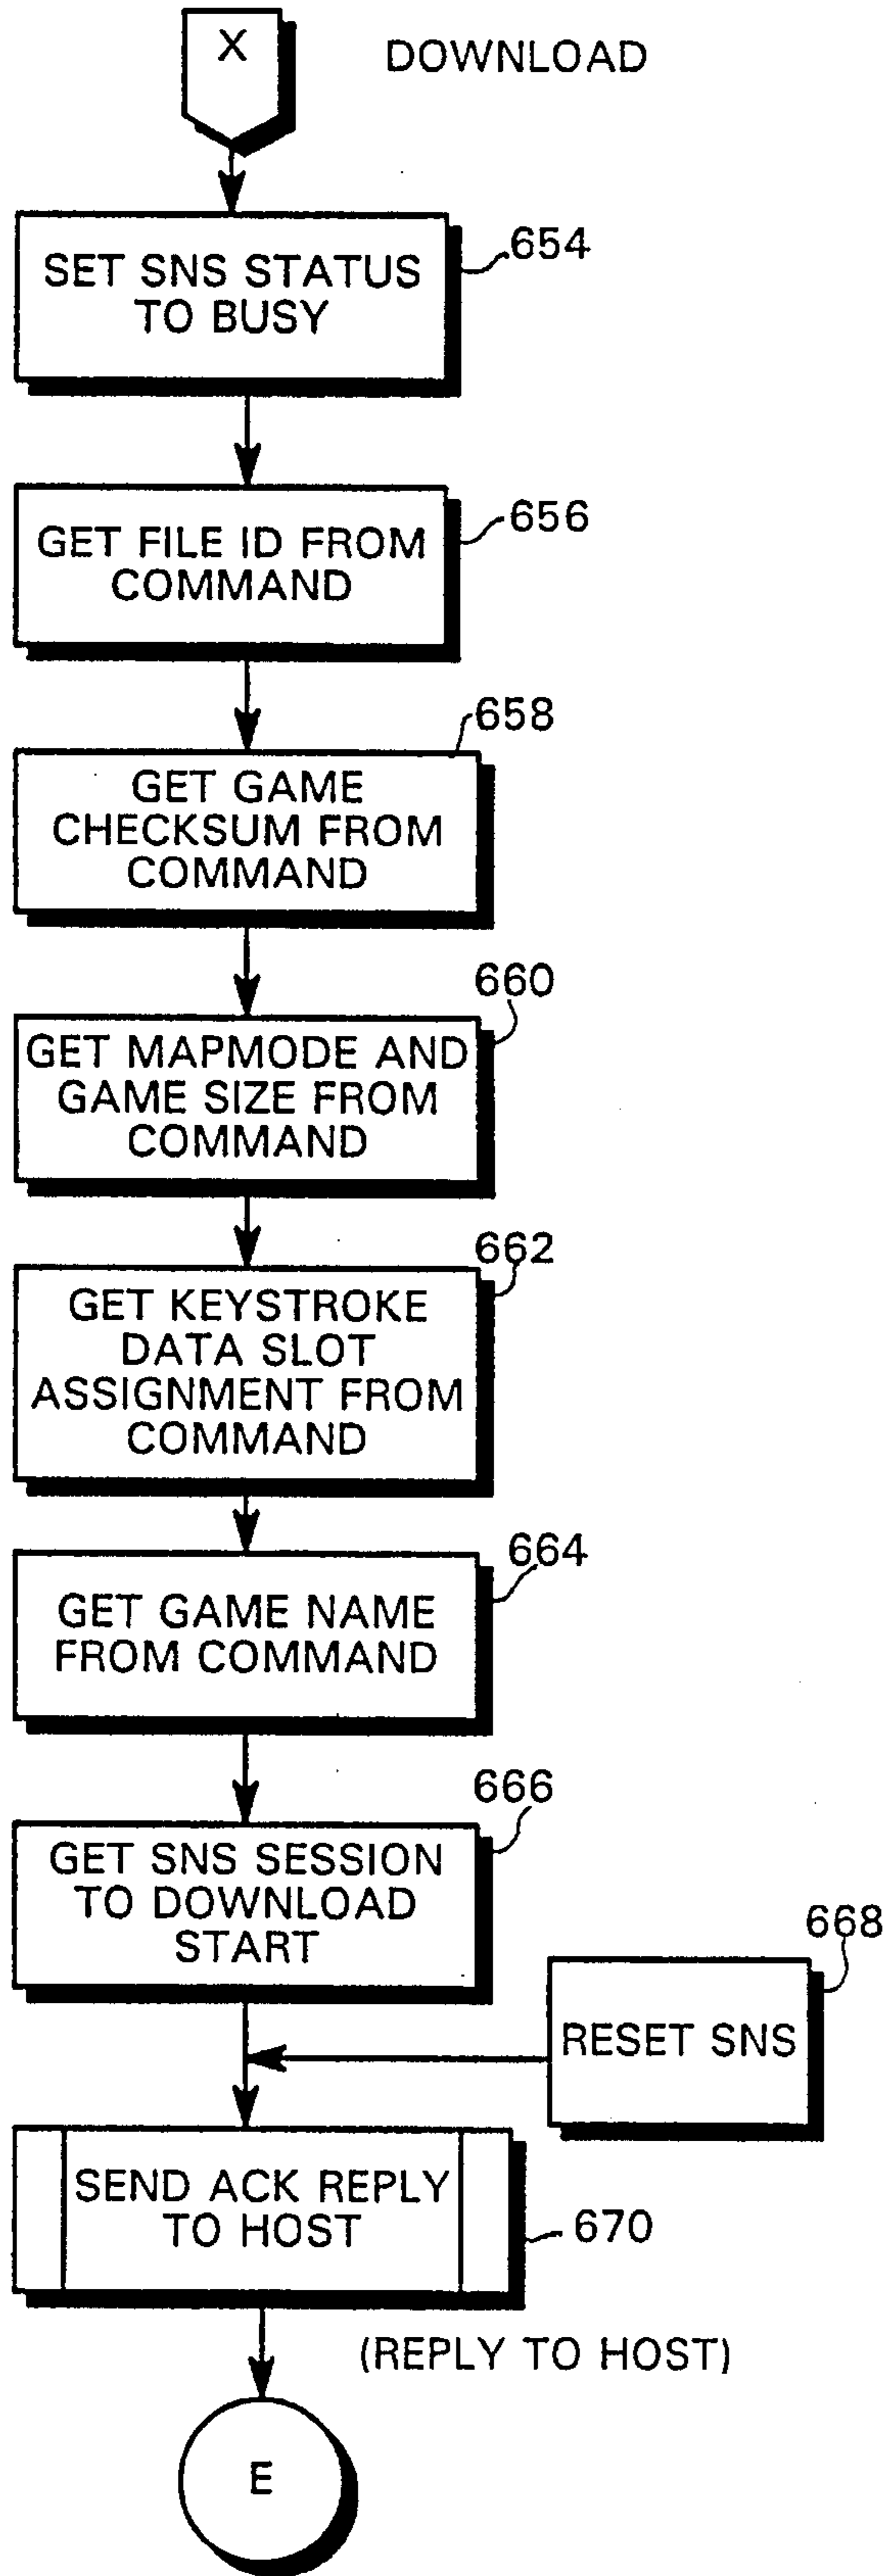 X
DOWNLOAD
SET SNS STATUS
TO BUSY
654
GET FILE ID FROM
COMMAND
656
658
GET GAME
CHECKSUM FROM
COMMAND
660
GET MAPMODE AND
GAME SIZE FROM
COMMAND
662
GET KEYSTROKE
DATA SLOT
ASSIGNMENT FROM
COMMAND
664
GET GAME NAME
FROM COMMAND
666
GET SNS SESSION
TO DOWNLOAD
START
668
RESET SNS
SEND ACK REPLY
TO HOST
670
(REPLY TO HOST)
E